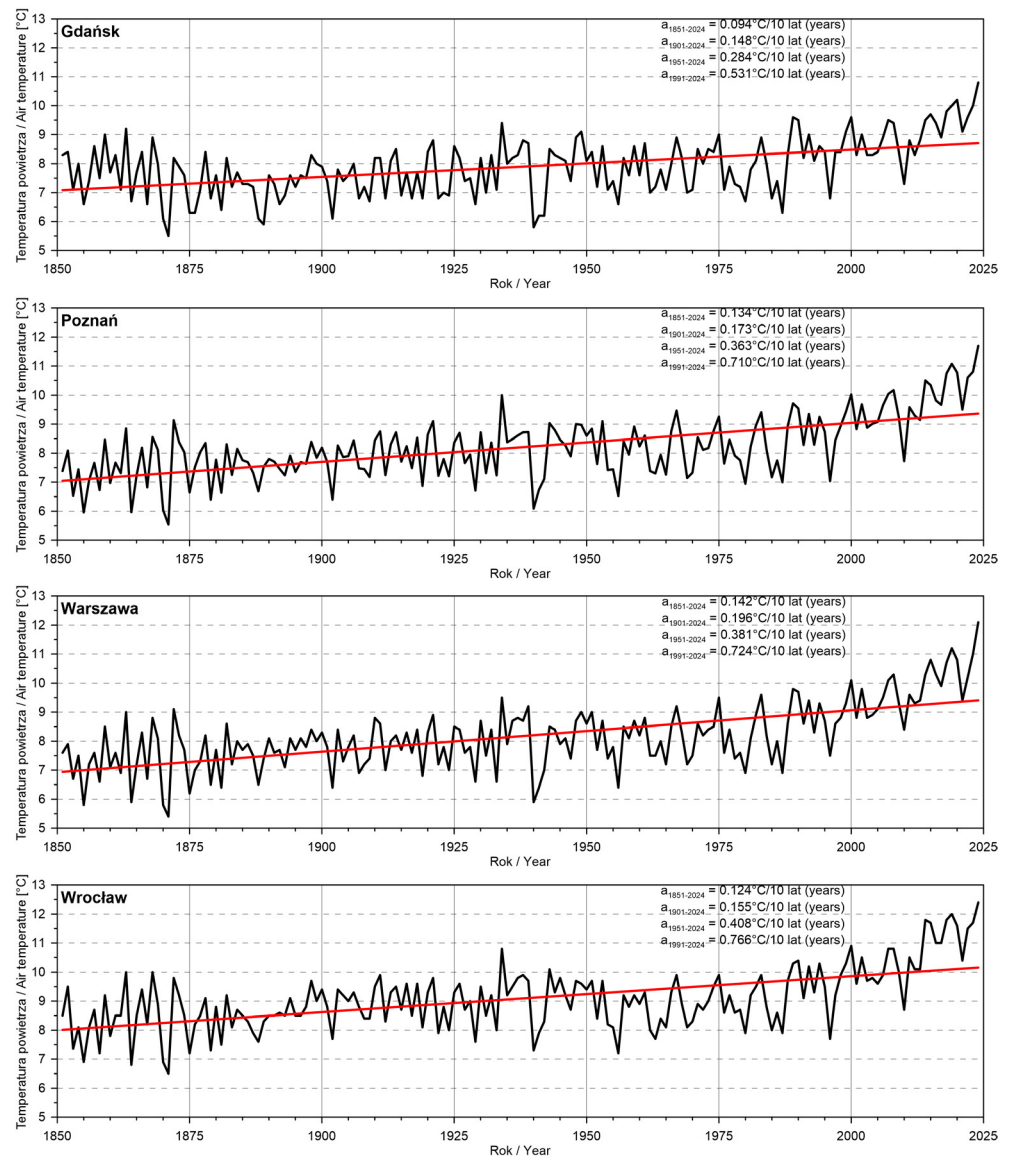 Gdańsk
a1851-2024 = 0.094°C/10 lat (years)
a1901-2024 = 0.148°C/10 lat (years)
a1951-2024 = 0.284°C/10 lat (years)
a1991-2024 = 0.531°C/10 lat (years)
Temperatura powietrza / Air temperature [°C]
13
12
11
10
9
8
7
6
5
1850 1875 1900 1925 1950 1975 2000 2025
Rok / Year
Poznań
a1851-2024 = 0.134°C/10 lat (years)
a1901-2024 = 0.173°C/10 lat (years)
a1951-2024 = 0.363°C/10 lat (years)
a1991-2024 = 0.710°C/10 lat (years)
Temperatura powietrza / Air temperature [°C]
13
12
11
10
9
8
7
6
5
1850 1875 1900 1925 1950 1975 2000 2025
Rok / Year
Warszawa
a1851-2024 = 0.142°C/10 lat (years)
a1901-2024 = 0.196°C/10 lat (years)
a1951-2024 = 0.381°C/10 lat (years)
a1991-2024 = 0.724°C/10 lat (years)
Temperatura powietrza / Air temperature [°C]
13
12
11
10
9
8
7
6
5
1850 1875 1900 1925 1950 1975 2000 2025
Rok / Year
Wrocław
a1851-2024 = 0.124°C/10 lat (years)
a1901-2024 = 0.155°C/10 lat (years)
a1951-2024 = 0.408°C/10 lat (years)
a1991-2024 = 0.766°C/10 lat (years)
Temperatura powietrza / Air temperature [°C]
13
12
11
10
9
8
7
6
5
1850 1875 1900 1925 1950 1975 2000 2025
Rok / Year